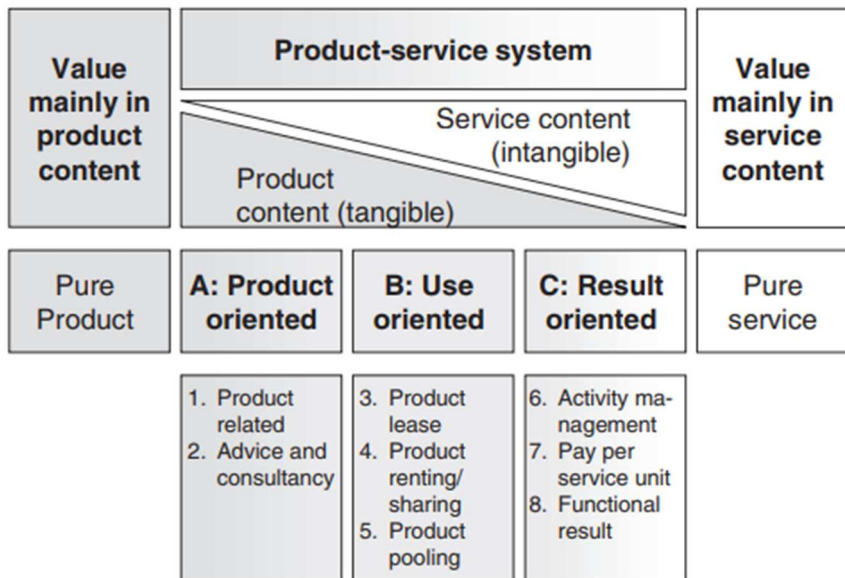 Value
mainly in
product
content
Product-service system
Service content
(intangible)
Product
content (tangible)
Value
mainly in
service
content
Pure
Product
A: Product
oriented
B: Use
oriented
C: Result
oriented
Pure
service
1. Product
related
2. Advice and
consultancy
3. Product
lease
4. Product
renting/
sharing
5. Product
pooling
6. Activity ma-
nagement
7. Pay per
service unit
8. Functional
result